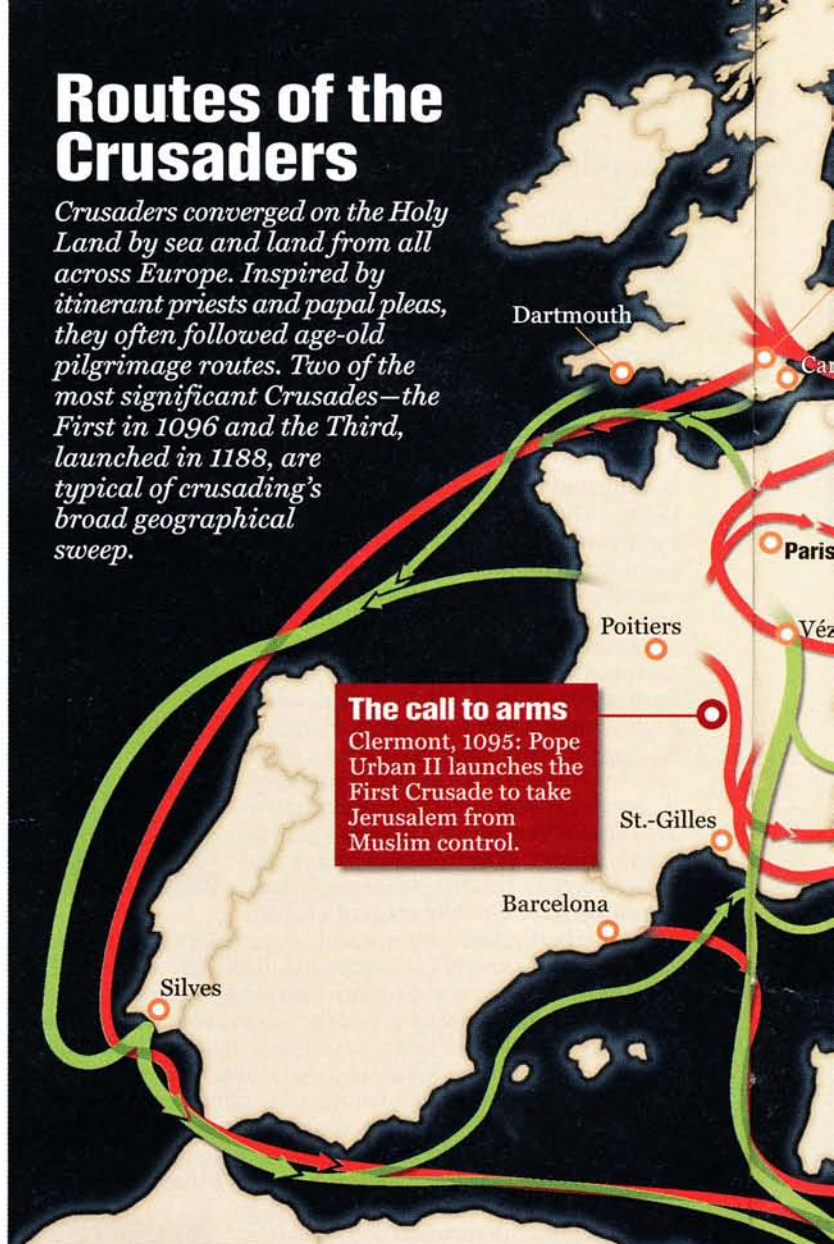 Routes of the
Crusaders
Crusaders converged on the Holy
Land by sea and land from all
across Europe. Inspired by
itinerant priests and papal pleas,
they often followed age-old
pilgrimage routes. Two of the
most significant Crusades—the
First in 1096 and the Third,
launched in 1188, are
typical of crusading's
broad geographical
sweep.
Dartmouth
Can
Paris
Poitiers
Véz
The call to arms
Clermont, 1095: Pope
Urban II launches the
First Crusade to take
Jerusalem from
Muslim control.
St.-Gilles
Barcelona
Silves